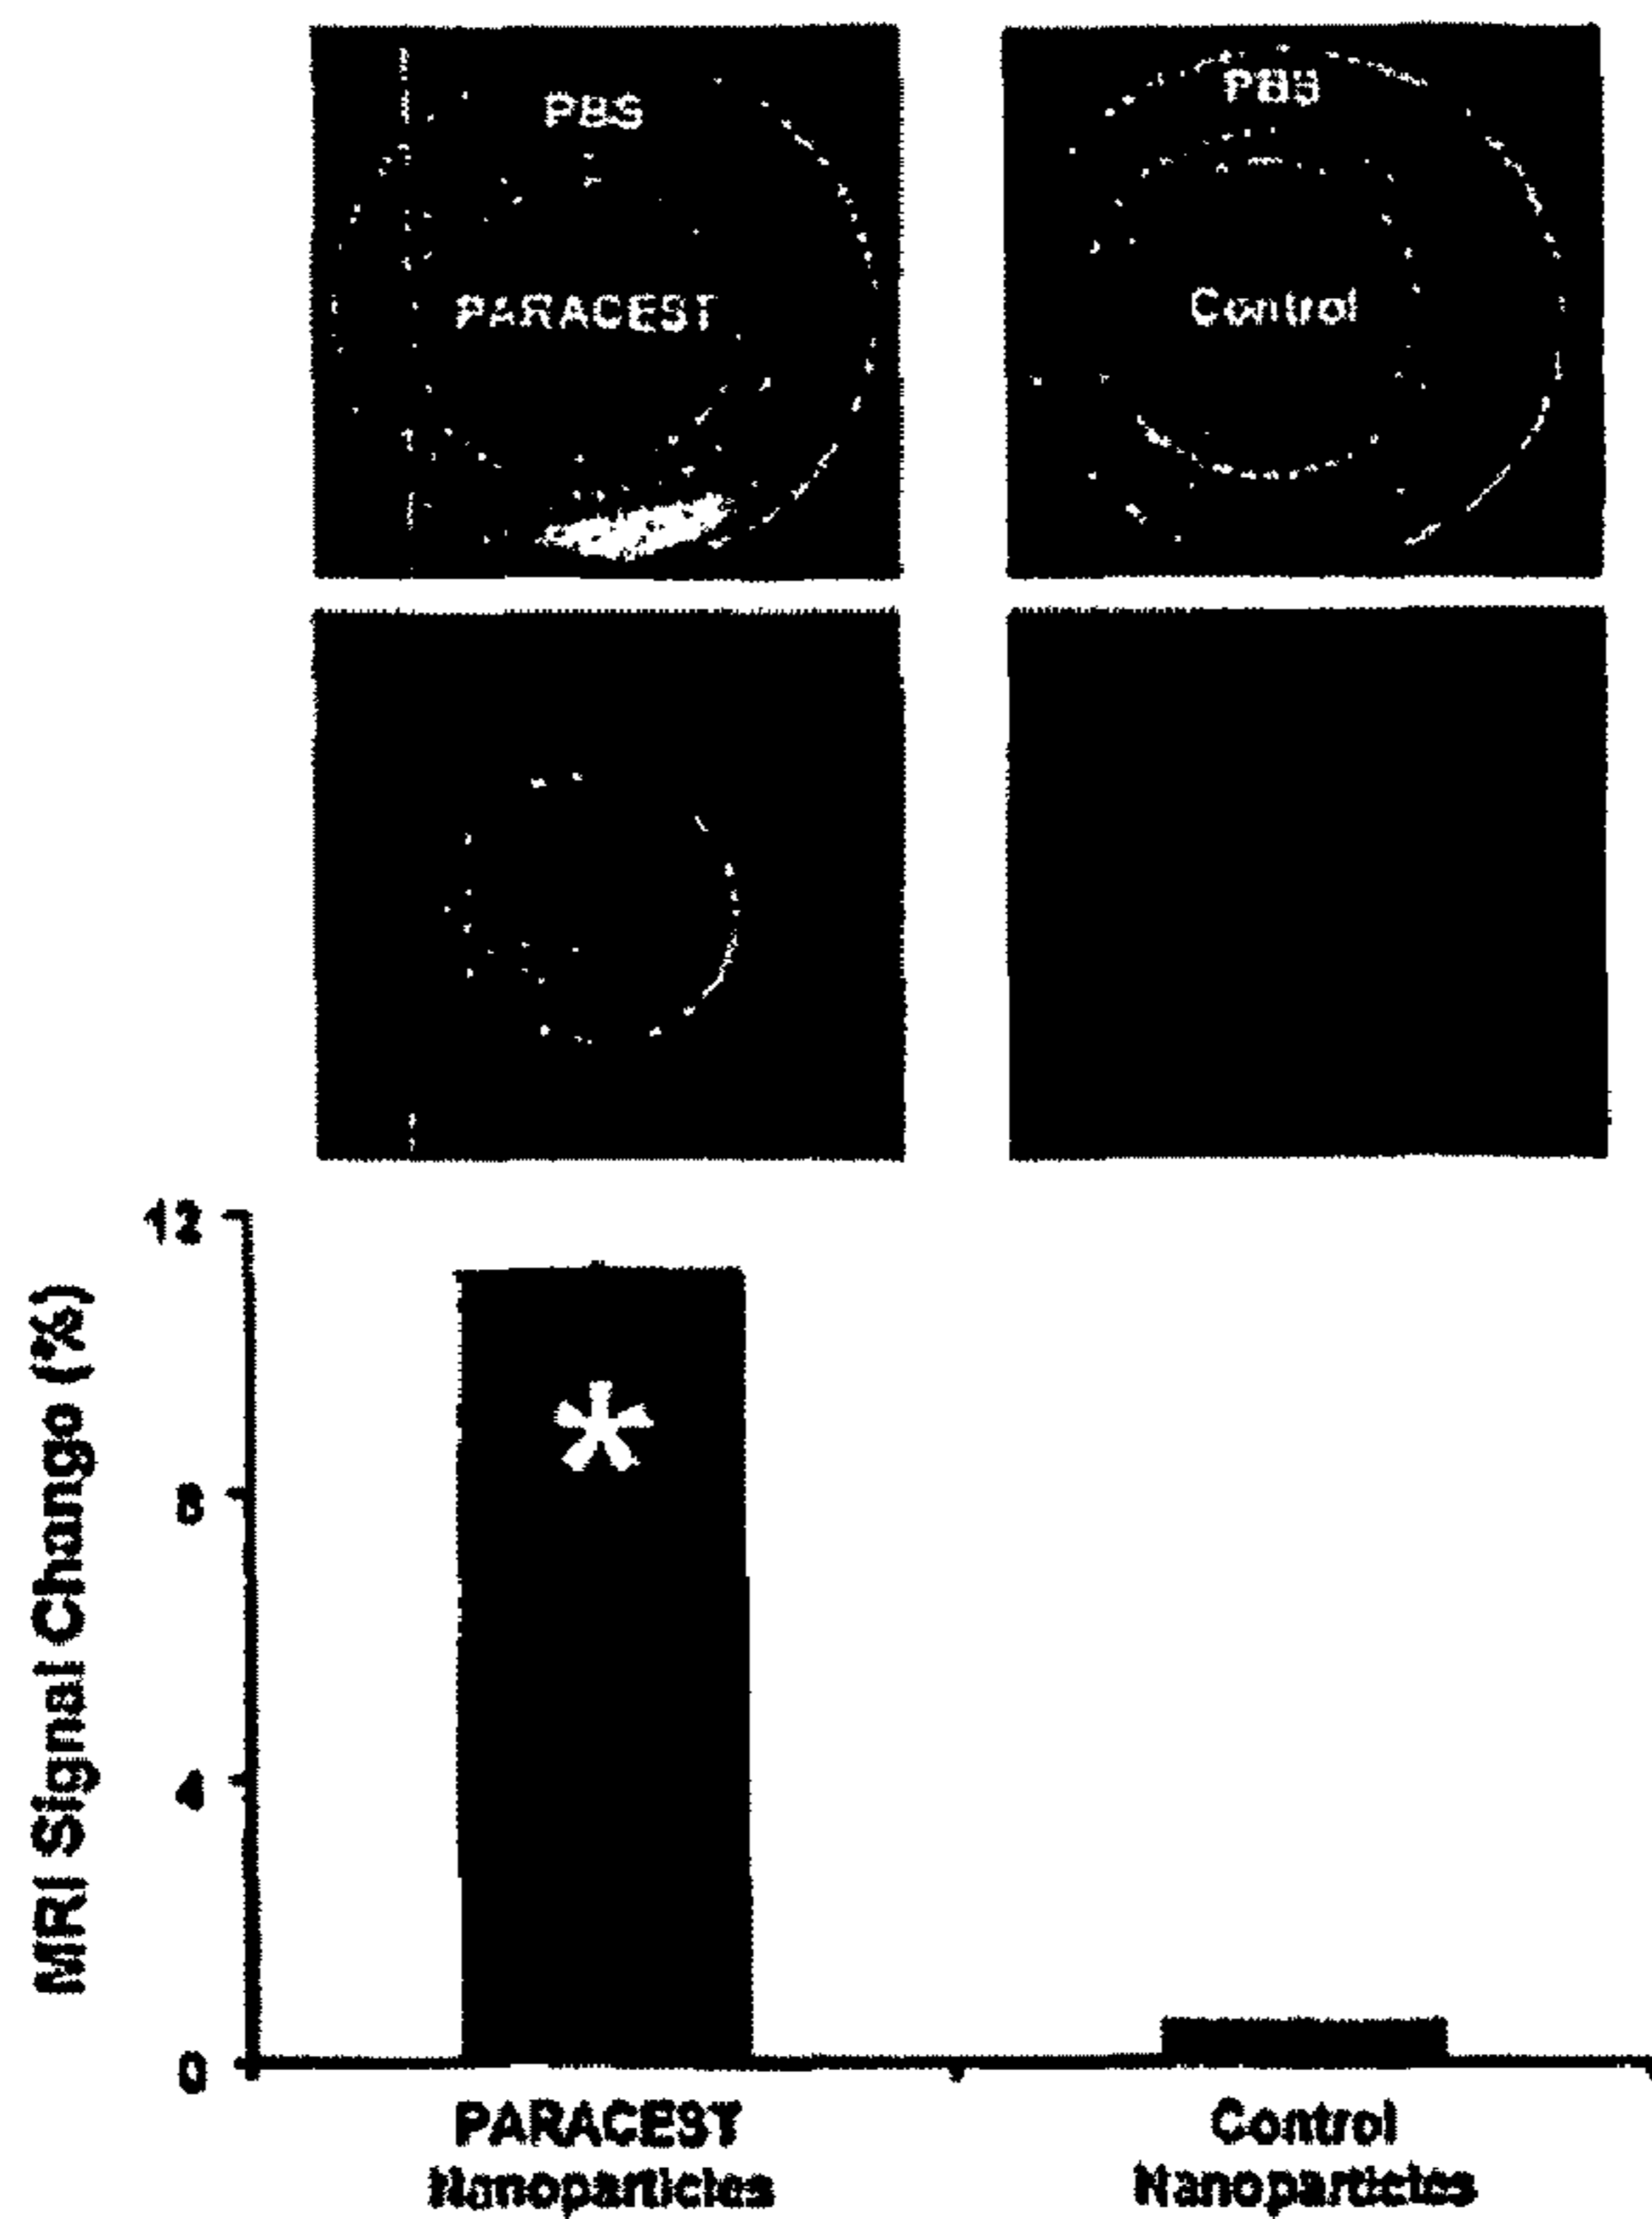 PBS
PBS
PARACEST
Control
12
MRI Signal Change (%)
*
8
4
0
PARACEST
Control
Nanoparticles
Nanoparticles